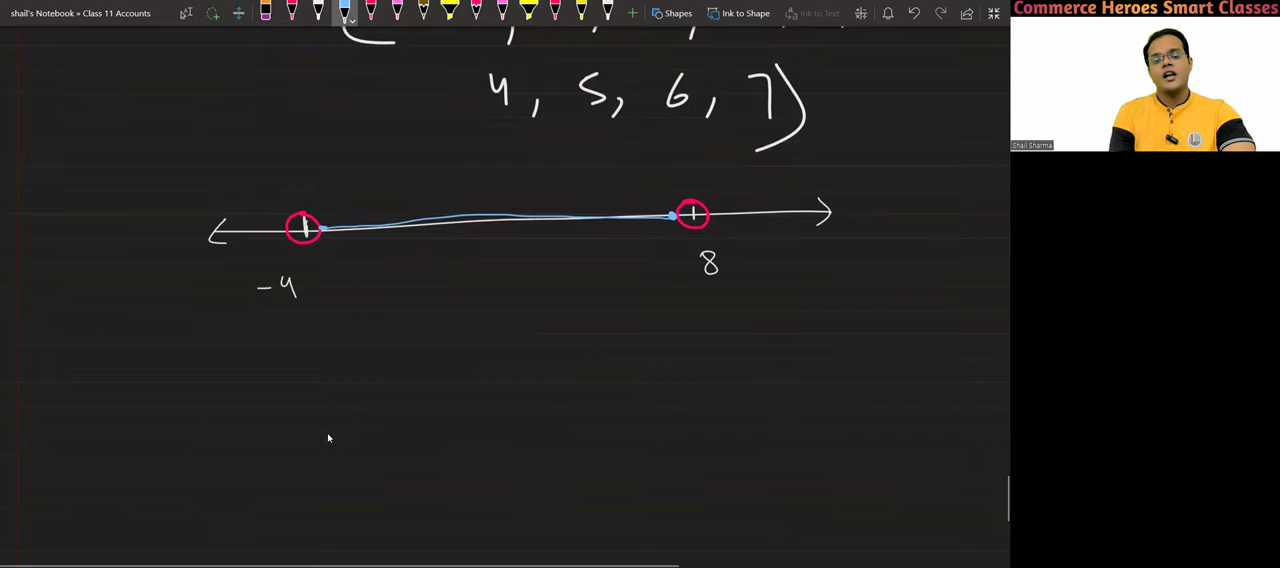 shail's Notebook » Class 11 Accounts
Shapes
Ink to Shape
Ink to Text
Commerce Heroes Smart Classes
4, 5, 6, 7)
Shail Sharma
-4
8